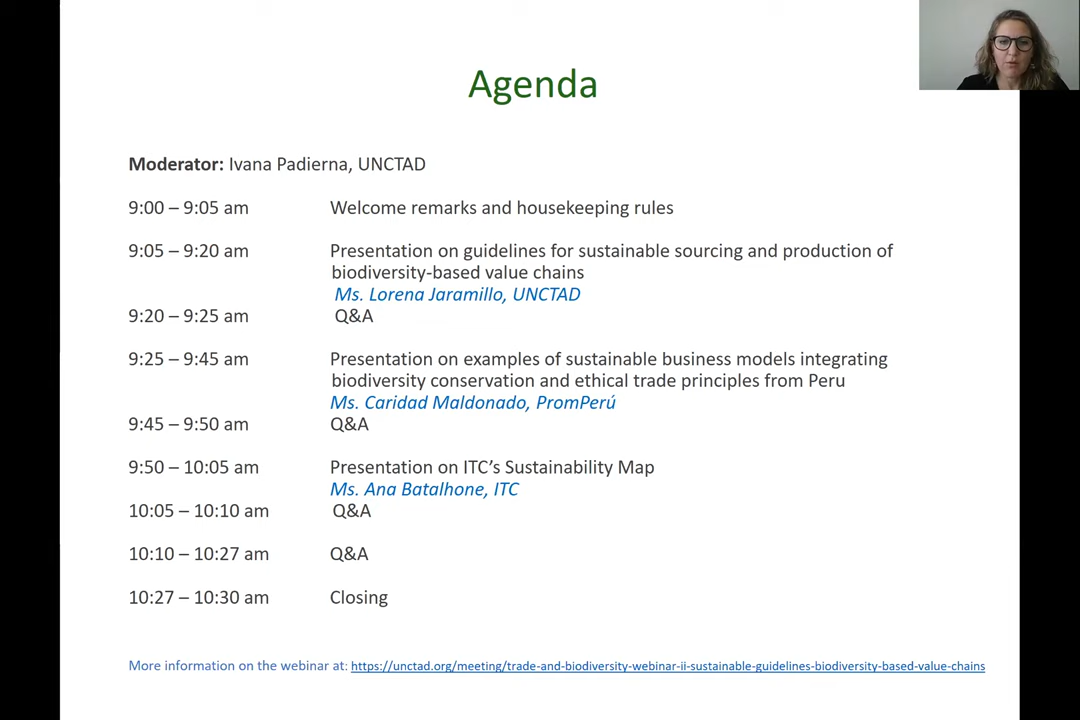 Agenda
Moderator: Ivana Padierna, UNCTAD
9:00 – 9:05 am Welcome remarks and housekeeping rules
9:05 – 9:20 am Presentation on guidelines for sustainable sourcing and production of
biodiversity-based value chains
Ms. Lorena Jaramillo, UNCTAD
9:20 – 9:25 am Q&A
9:25 – 9:45 am Presentation on examples of sustainable business models integrating
biodiversity conservation and ethical trade principles from Peru
Ms. Caridad Maldonado, PromPerú
9:45 – 9:50 am Q&A
9:50 – 10:05 am Presentation on ITC’s Sustainability Map
Ms. Ana Batalhone, ITC
10:05 – 10:10 am Q&A
10:10 – 10:27 am Q&A
10:27 – 10:30 am Closing
More information on the webinar at: https://unctad.org/meeting/trade-and-biodiversity-webinar-ii-sustainable-guidelines-biodiversity-based-value-chains